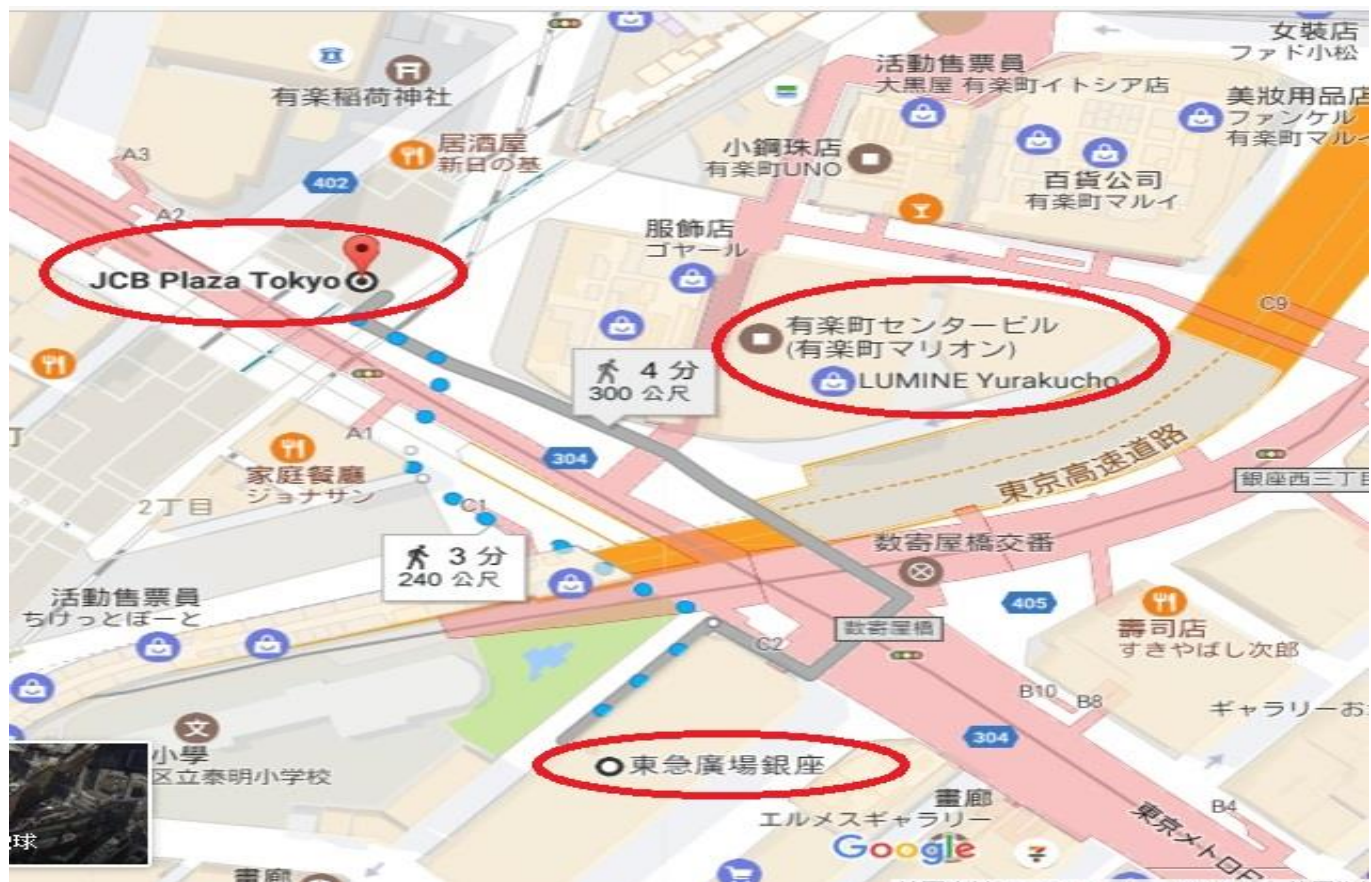 女裝店
ファド小松
活動售票員
大黒屋 有楽町イトシア店
美妝用品店
ファンケル
有楽町マルイ
有楽稲荷神社
居酒屋
新日の基
小鋼珠店
有楽町UNO
百貨公司
有楽町マルイ
A3
402
A2
服飾店
ゴヤール
JCB Plaza Tokyo
C9
有楽町センタービル
(有楽町マリオン)
LUMINE Yurakucho
4 分
300 公尺
A1
304
家庭餐廳
ジョナサン
丁
2丁目
C1
東京高速道路
銀座西三丁目
3 分
240 公尺
数寄屋橋交番
活動售票員
ちけっとぽーと
405
壽司店
すきやばし次郎
数寄屋橋
C2
B10
B8
ギャラリーお
小學
区立泰明小学校
304
東急廣場銀座
畫廊
エルメスギャラリー
B4
東京メトロ日
球
Google
畫廊